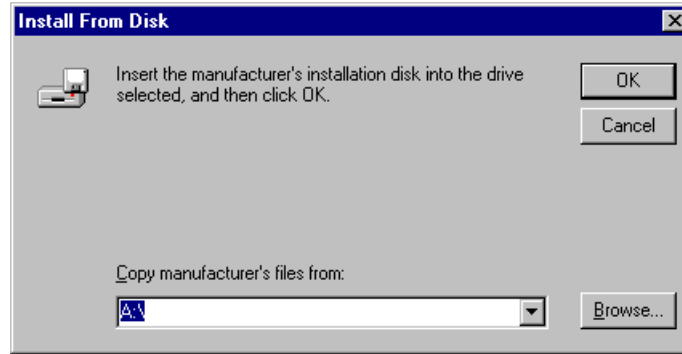 Install From Disk
Insert the manufacturer's installation disk into the drive
selected, and then click OK.
OK
Cancel
Copy manufacturer's files from:
A:\
Browse...